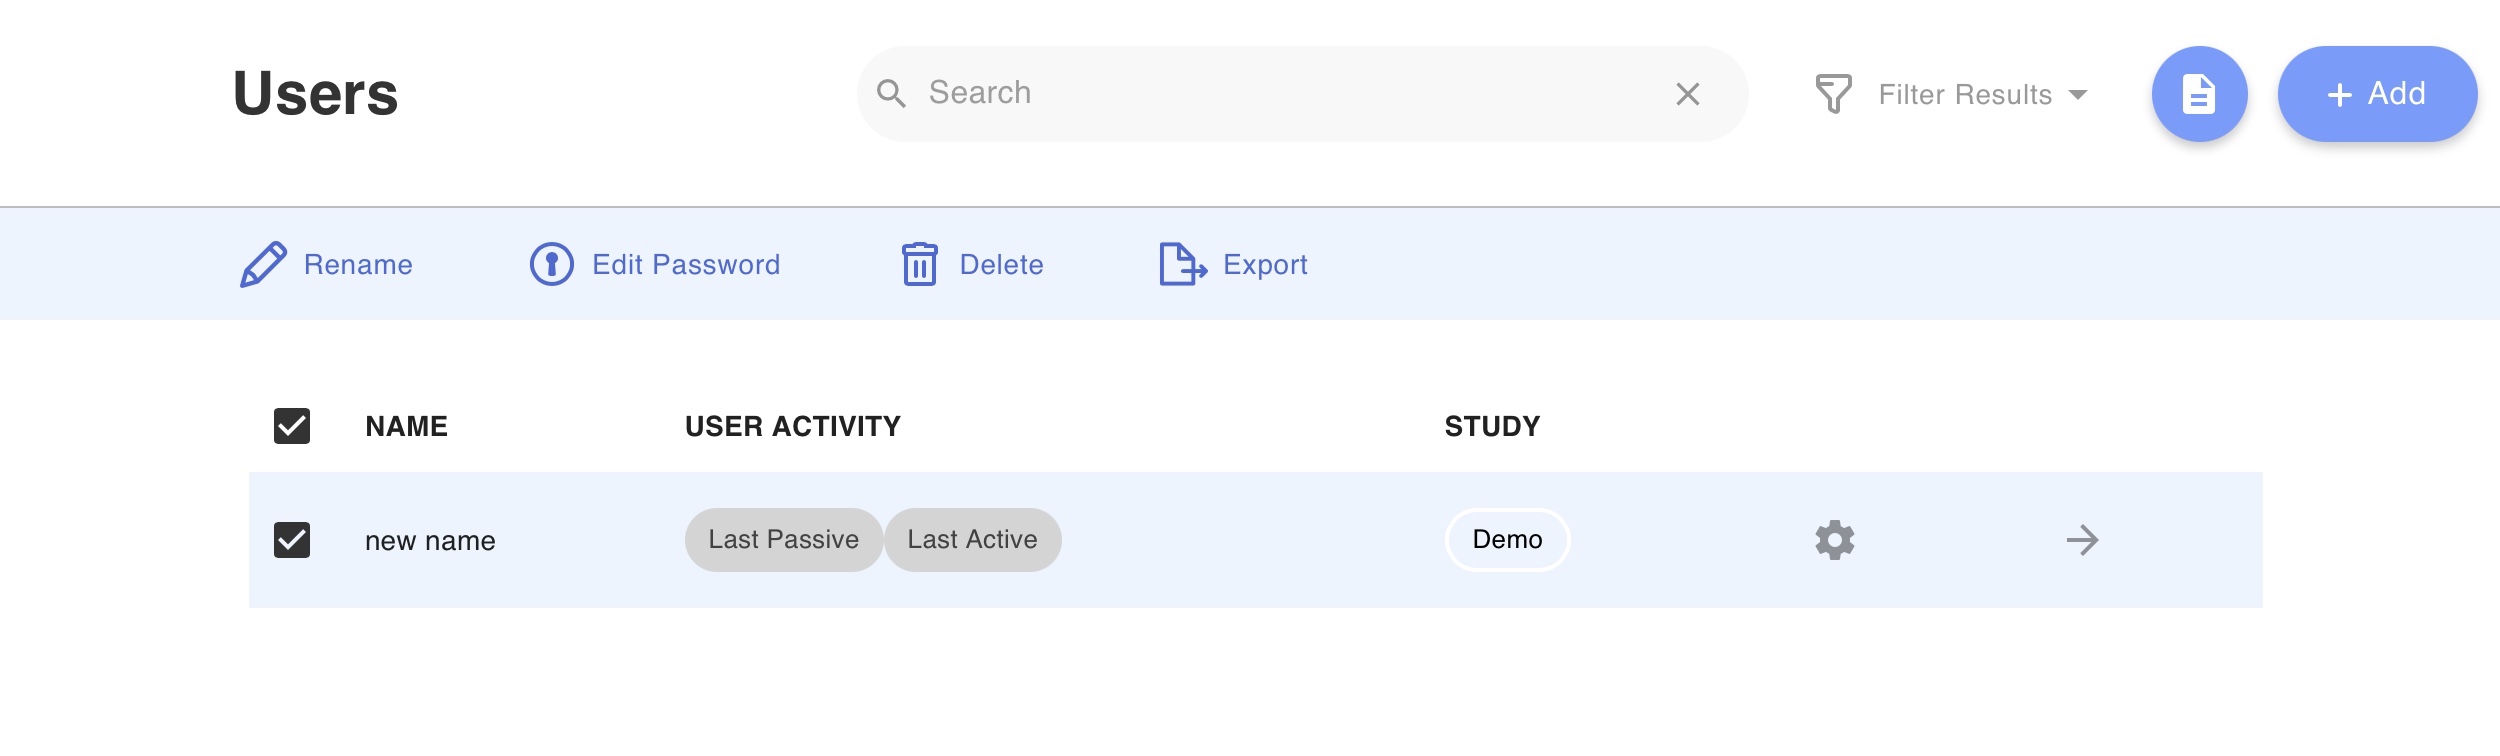 Users
Search
Filter Results
Add
Rename
Edit Password
Delete
Export
NAME USER ACTIVITY STUDY
new name Last Passive Last Active Demo